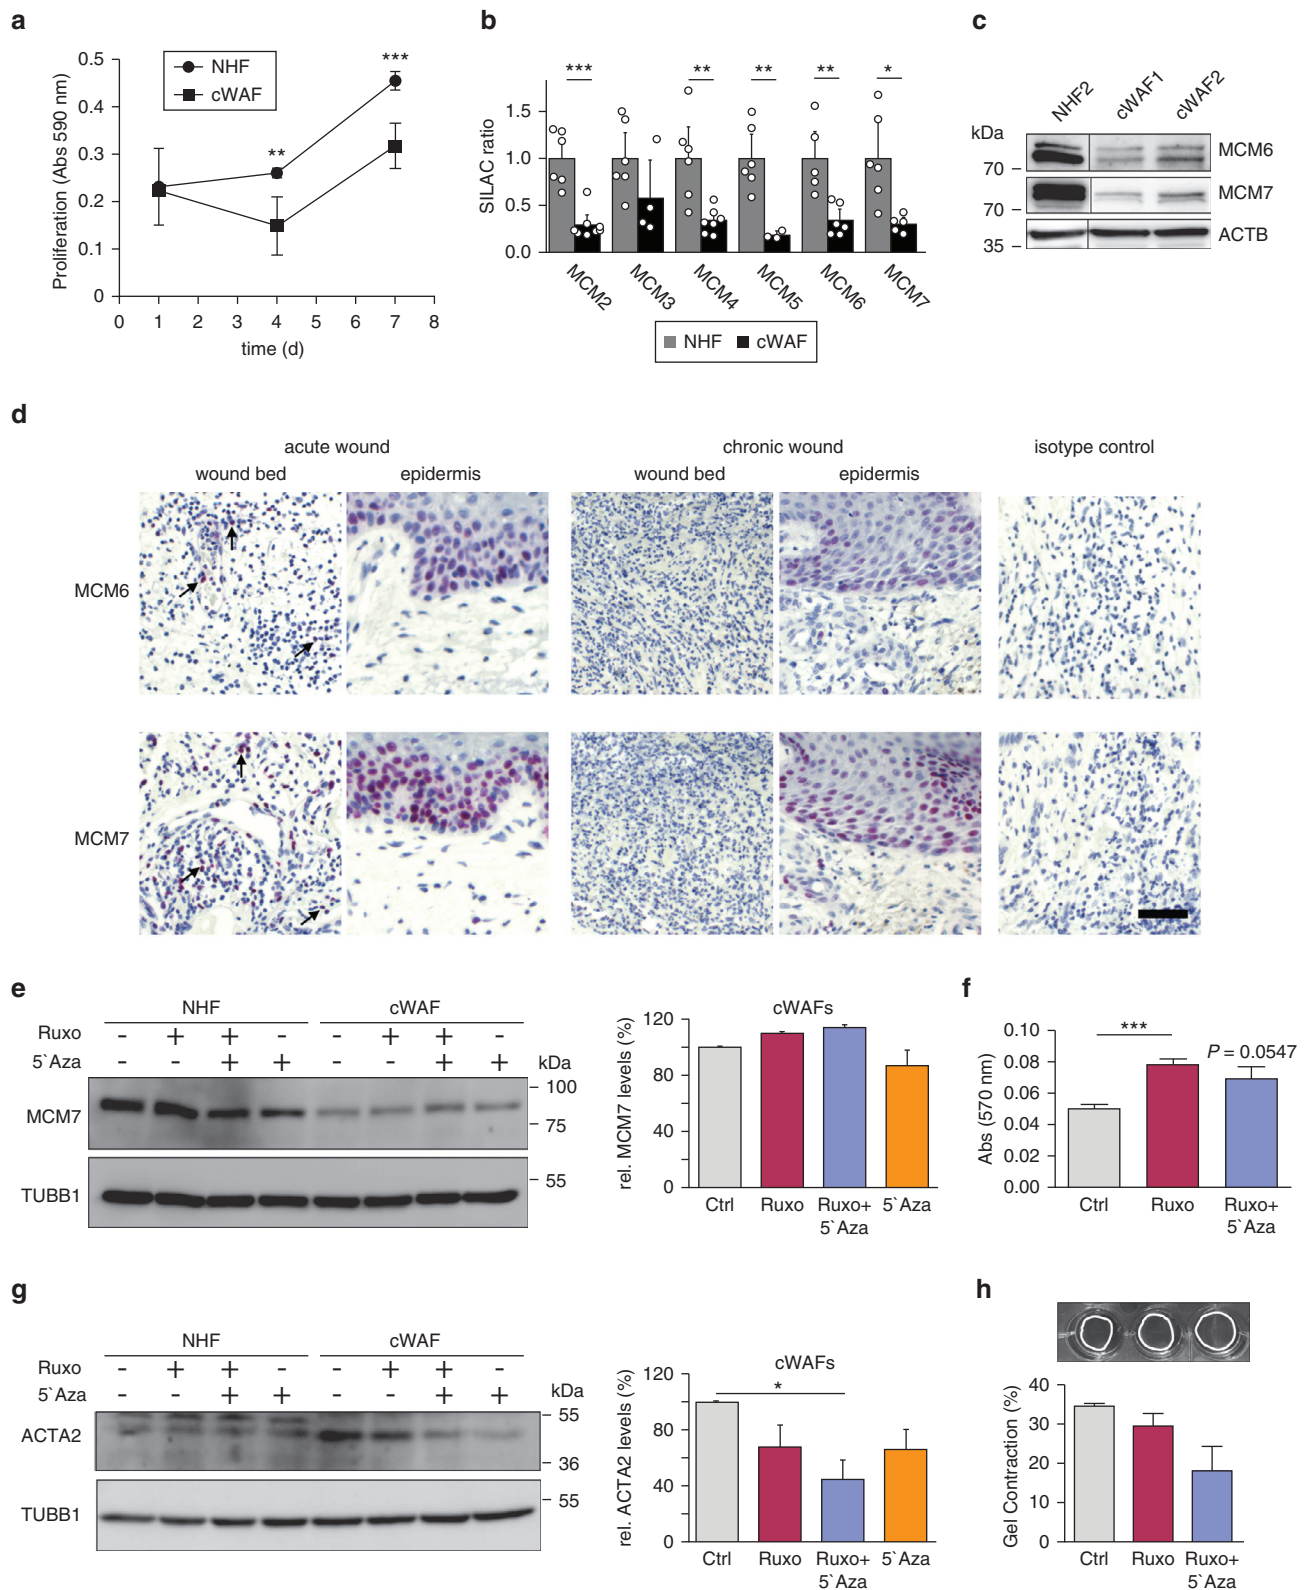 a
0.5
0.4
0.3
0.2
0.1
0
Proliferation (Abs 590 nm)
NHF
cWAF
**
***
0 1 2 3 4 5 6 7 8
time (d)
b
*** ** ** ** *
1.5
1.0
0.5
0.0
SILAC ratio
MCM2 MCM3 MCM4 MCM5 MCM6 MCM7
NHF cWAF
c
NHF2 cWAF1 cWAF2
kDa
70
MCM6
70
MCM7
35
ACTB
d
acute wound chronic wound isotype control
wound bed epidermis wound bed epidermis
MCM6
MCM7
e
NHF cWAF
Ruxo - + + - - + + -
5`Aza - - + + - - + +
kDa
MCM7
100
75
TUBB1
55
cWAFs
120
80
40
0
rel. MCM7 levels (%)
Ctrl Ruxo Ruxo+ 5`Aza
5`Aza
f
***
P = 0.0547
0.10
0.08
0.06
0.04
0.02
0.00
Abs (570 nm)
Ctrl Ruxo Ruxo+
5`Aza
g
NHF cWAF
Ruxo - + + - - + + -
5`Aza - - + + - - + +
kDa
ACTA2
55
36
TUBB1
55
cWAFs
*
120
80
40
0
rel. ACTA2 levels (%)
Ctrl Ruxo Ruxo+ 5`Aza
5`Aza
h
40
30
20
10
0
Gel Contraction (%)
Ctrl Ruxo Ruxo+
5`Aza